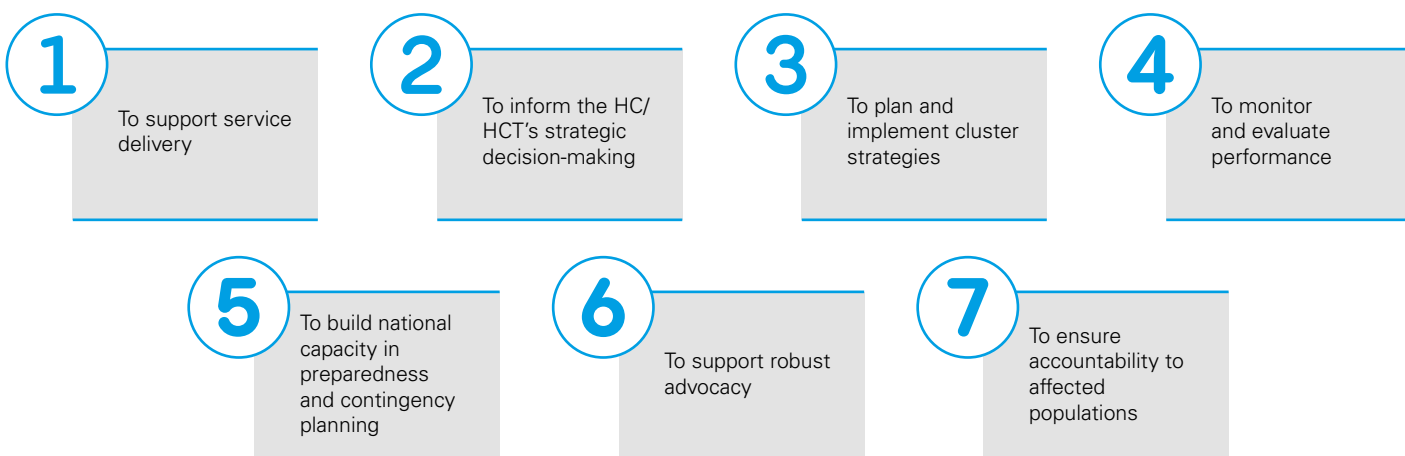 1
To support service
delivery
2
To inform the HC/
HCT’s strategic
decision-making
3
To plan and
implement cluster
strategies
4
To monitor
and evaluate
performance
5
To build national
capacity in
preparedness
and contingency
planning
6
To support robust
advocacy
7
To ensure
accountability to
affected
populations